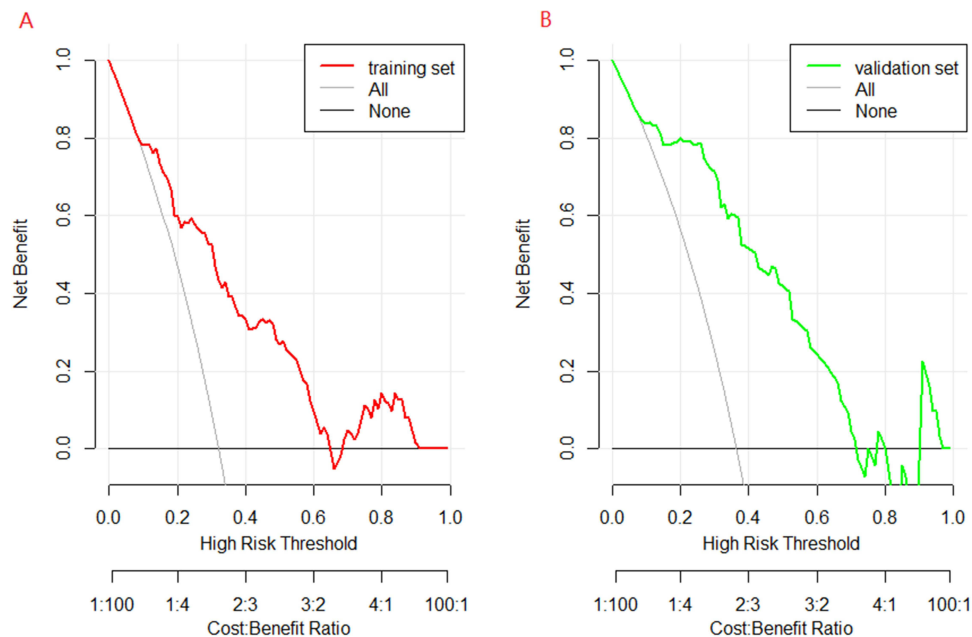 A
training set
All
None
Net Benefit
1.0
0.8
0.6
0.4
0.2
0.0
0.0 0.2 0.4 0.6 0.8 1.0
High Risk Threshold
1:100 1:4 2:3 3:2 4:1 100:1
Cost:Benefit Ratio
B
validation set
All
None
Net Benefit
1.0
0.8
0.6
0.4
0.2
0.0
0.0 0.2 0.4 0.6 0.8 1.0
High Risk Threshold
1:100 1:4 2:3 3:2 4:1 100:1
Cost:Benefit Ratio